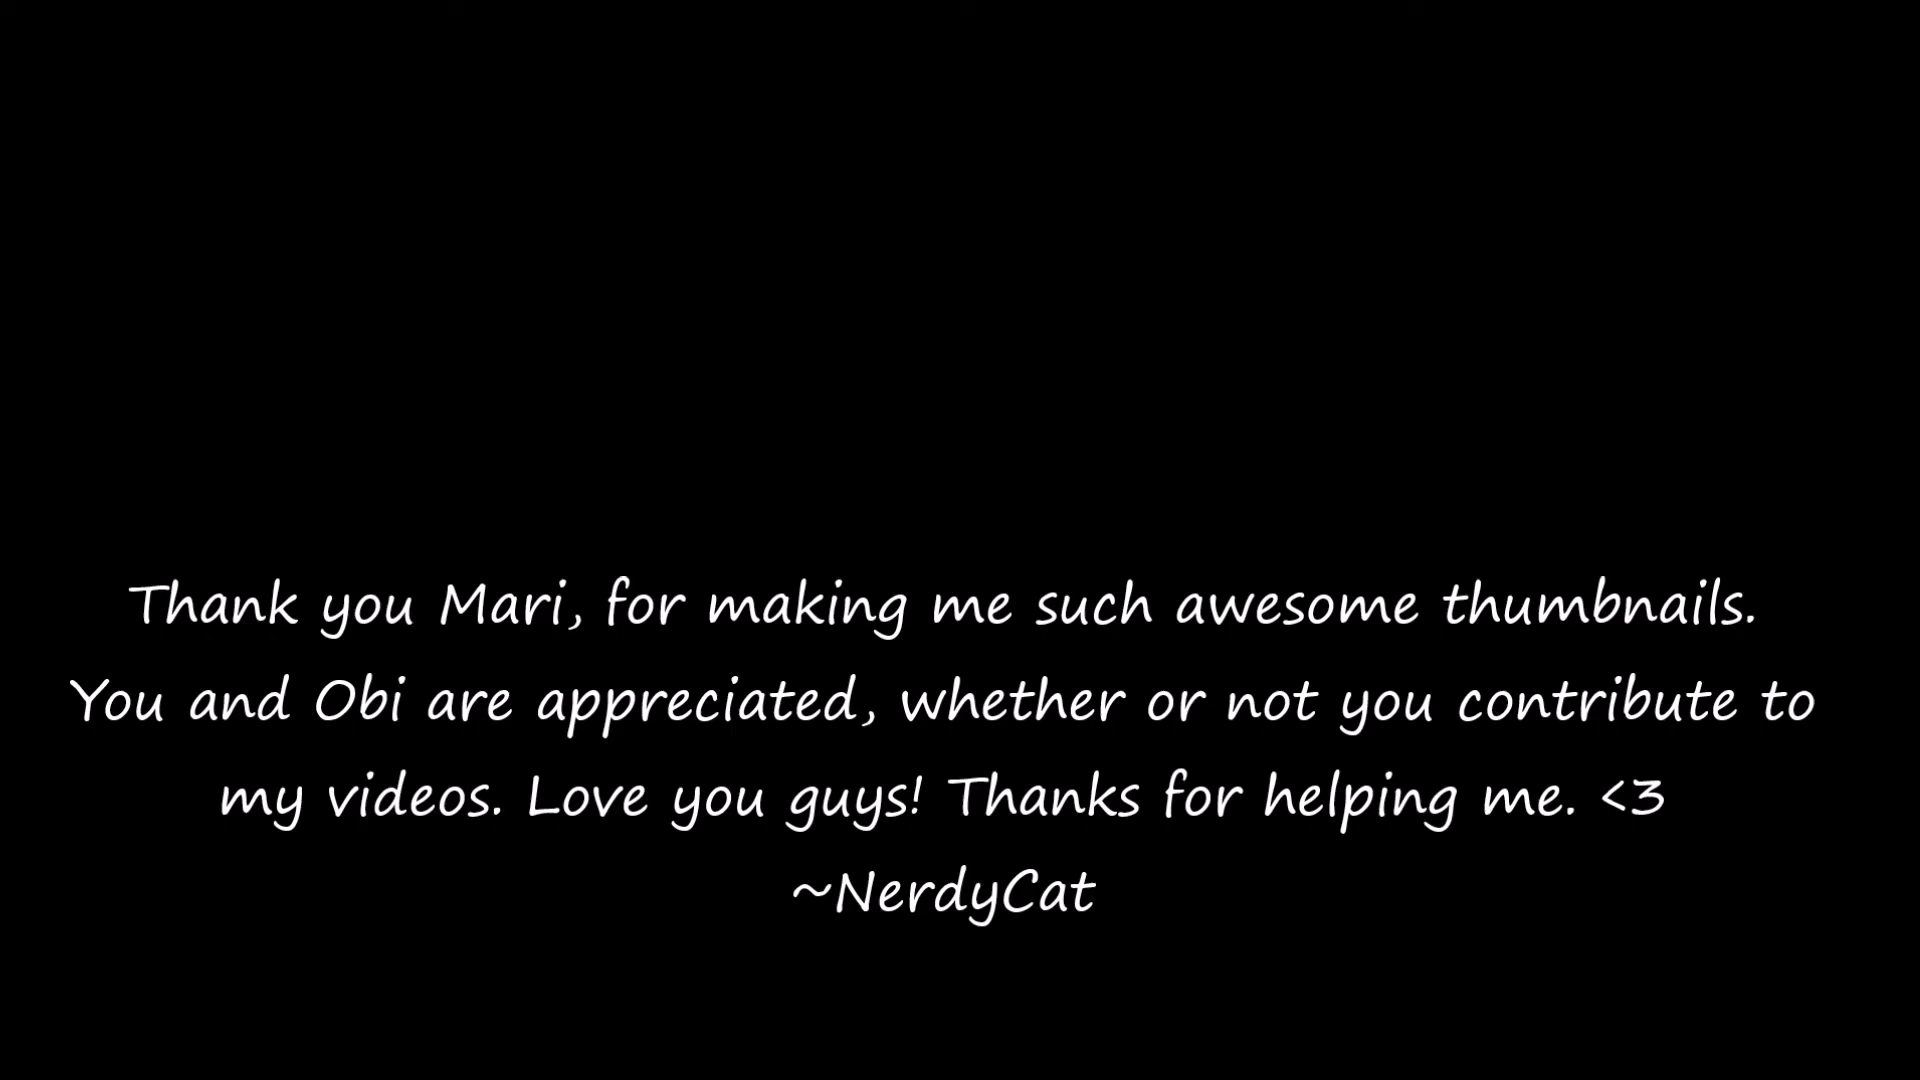 Thank you Mari, for making me such awesome thumbnails.
You and Obi are appreciated, whether or not you contribute to
my videos. Love you guys! Thanks for helping me. <3
~NerdyCat